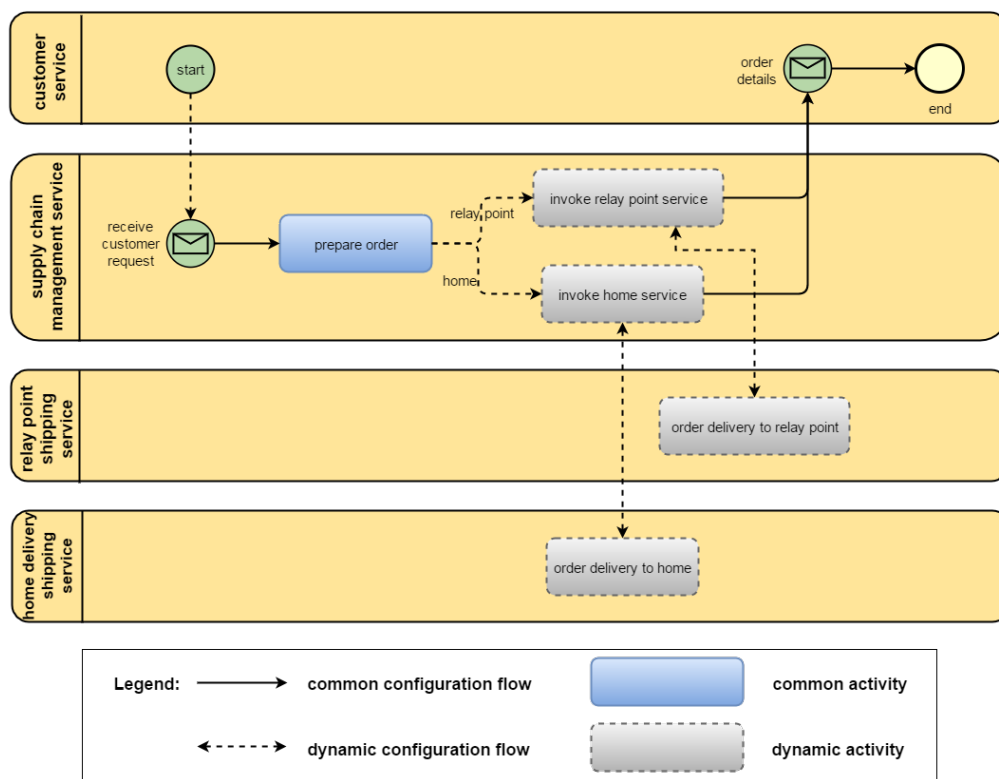 customer
service
start
order
details
end
supply chain
management service
receive
customer
request
prepare order
relay point
home
invoke relay point service
invoke home service
relay point
shipping
service
order delivery to relay point
home delivery
shipping
service
order delivery to home
Legend:
common configuration flow
common activity
dynamic configuration flow
dynamic activity